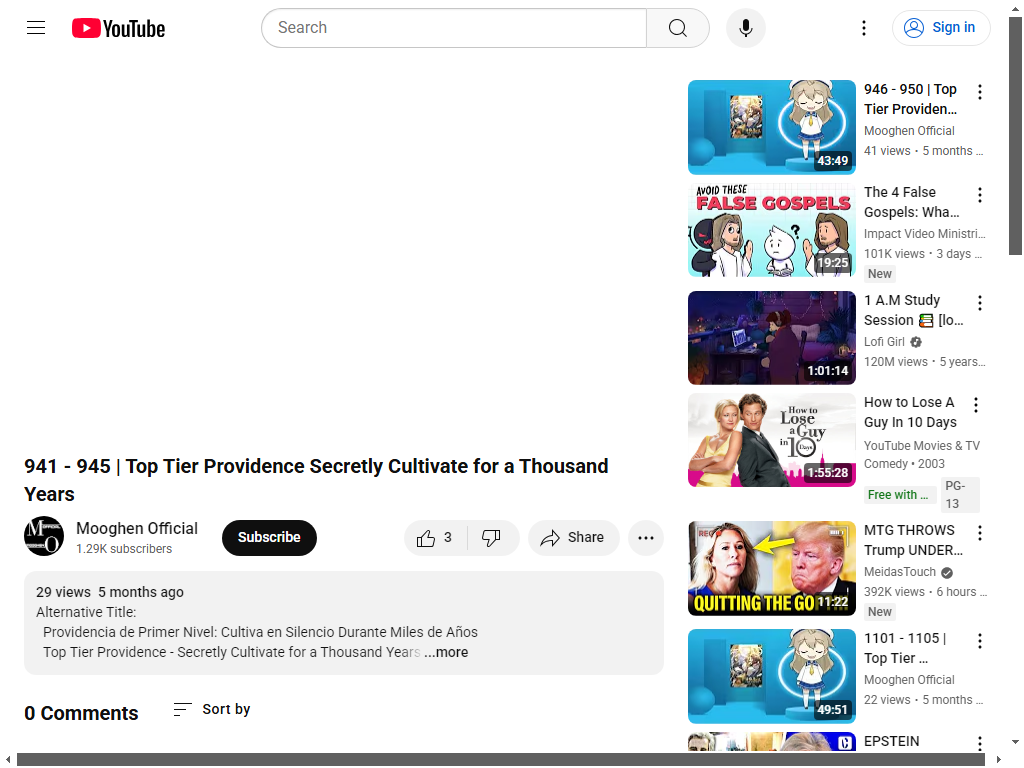 YouTube
Search
Sign in
43:49
946 - 950 | Top
Tier Providen...
Mooghen Official
41 views • 5 months ...
AVOID THESE
FALSE GOSPELS
?
19:25
The 4 False
Gospels: Wha...
Impact Video Ministri...
101K views • 3 days ...
New
1:01:14
1 A.M Study
Session 📚 [lo...
Lofi Girl
120M views • 5 years...
How to
Lose
a Guy
in 10
Days
1:55:28
How to Lose A
Guy In 10 Days
YouTube Movies & TV
Comedy • 2003
Free with ...
PG-
13
REC
QUITTING THE GO
11:22
MTG THROWS
Trump UNDER...
MeidasTouch
392K views • 6 hours ...
New
49:51
1101 - 1105 |
Top Tier ...
Mooghen Official
22 views • 5 months ...
EPSTEIN
941 - 945 | Top Tier Providence Secretly Cultivate for a Thousand
Years
Mooghen Official
1.29K subscribers
Subscribe
3
Share
29 views 5 months ago
Alternative Title:
Providencia de Primer Nivel: Cultiva en Silencio Durante Miles de Años
Top Tier Providence - Secretly Cultivate for a Thousand Years ...more
0 Comments
Sort by